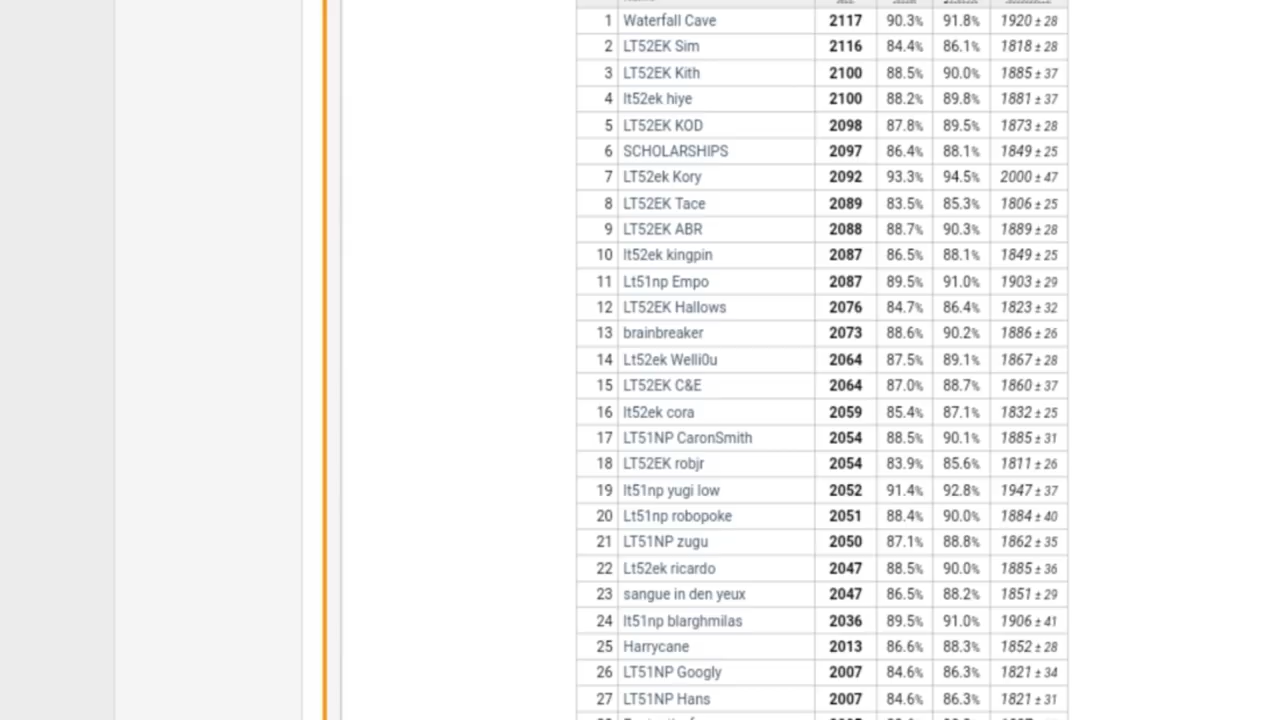 1 Waterfall Cave 2117 90.3% 91.8% 1920 ± 28
2 LT52EK Sim 2116 84.4% 86.1% 1818 ± 28
3 LT52EK Kith 2100 88.5% 90.0% 1885 ± 37
4 lt52ek hiye 2100 88.2% 89.8% 1881 ± 37
5 LT52EK KOD 2098 87.8% 89.5% 1873 ± 28
6 SCHOLARSHIPS 2097 86.4% 88.1% 1849 ± 25
7 LT52ek Kory 2092 93.3% 94.5% 2000 ± 47
8 LT52EK Tace 2089 83.5% 85.3% 1806 ± 25
9 LT52EK ABR 2088 88.7% 90.3% 1889 ± 28
10 lt52ek kingpin 2087 86.5% 88.1% 1849 ± 25
11 Lt51np Empo 2087 89.5% 91.0% 1903 ± 29
12 LT52EK Hallows 2076 84.7% 86.4% 1823 ± 32
13 brainbreaker 2073 88.6% 90.2% 1886 ± 26
14 Lt52ek Welli0u 2064 87.5% 89.1% 1867 ± 28
15 LT52EK C&E 2064 87.0% 88.7% 1860 ± 37
16 lt52ek cora 2059 85.4% 87.1% 1832 ± 25
17 LT51NP CaronSmith 2054 88.5% 90.1% 1885 ± 31
18 LT52EK robjr 2054 83.9% 85.6% 1811 ± 26
19 lt51np yugi low 2052 91.4% 92.8% 1947 ± 37
20 Lt51np robopoke 2051 88.4% 90.0% 1884 ± 40
21 LT51NP zugu 2050 87.1% 88.8% 1862 ± 35
22 Lt52ek ricardo 2047 88.5% 90.0% 1885 ± 36
23 sangue in den yeux 2047 86.5% 88.2% 1851 ± 29
24 lt51np blarghmilas 2036 89.5% 91.0% 1906 ± 41
25 Harrycane 2013 86.6% 88.3% 1852 ± 28
26 LT51NP Googly 2007 84.6% 86.3% 1821 ± 34
27 LT51NP Hans 2007 84.6% 86.3% 1821 ± 31